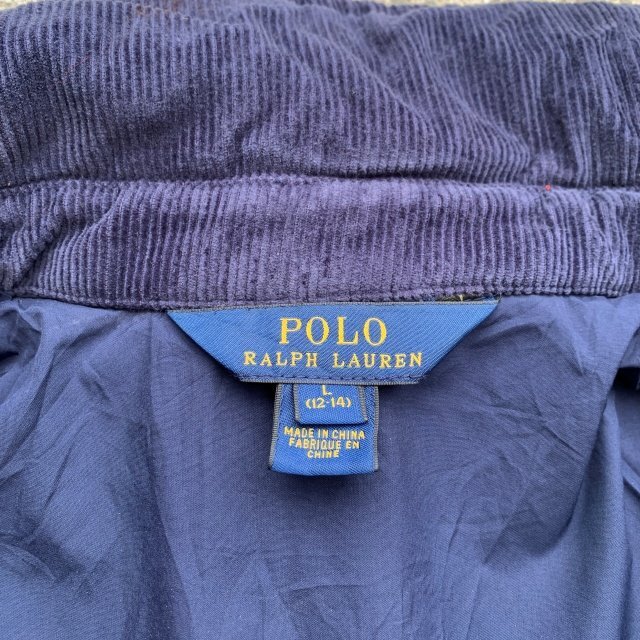 POLO
RALPH LAUREN
L
(12-14)
MADE IN CHINA
FABRIQUE EN
CHINE